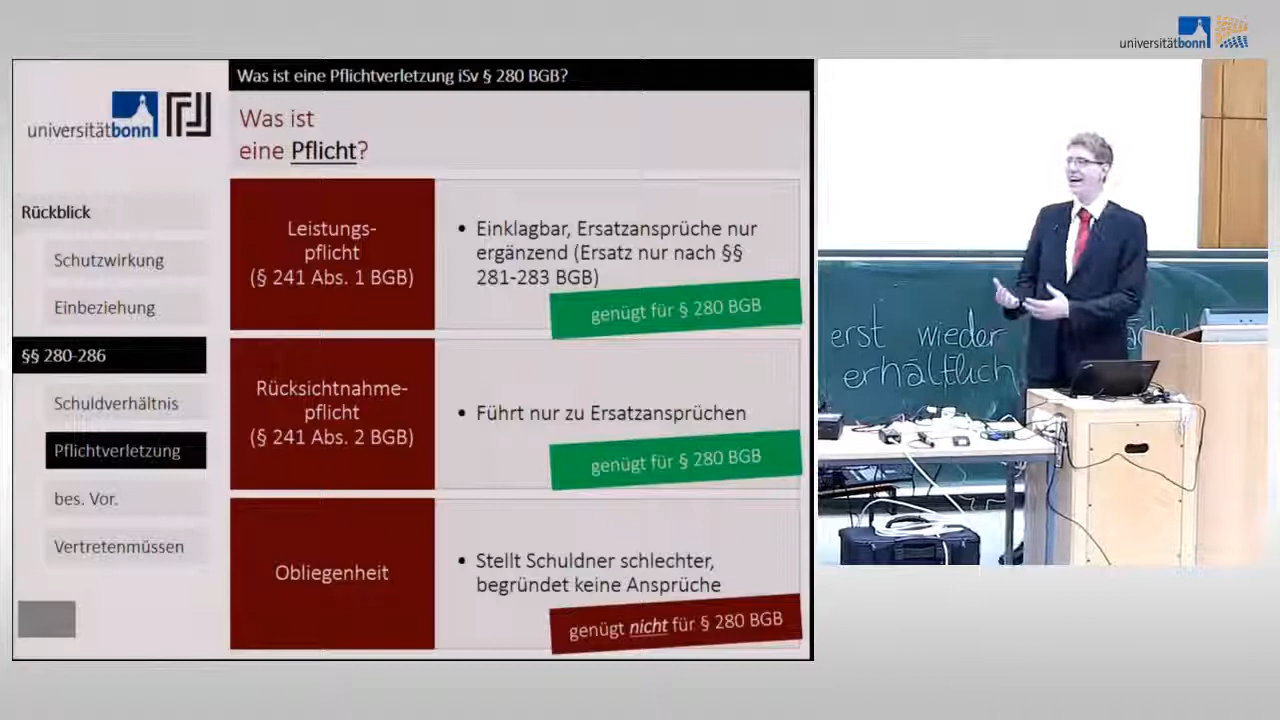 universitätbonn
Was ist eine Pflichtverletzung iSv § 280 BGB?
universitätbonn
Was ist
eine Pflicht?
Rückblick
Schutzwirkung
Einbeziehung
§§ 280-286
Schuldverhältnis
Pflichtverletzung
bes. Vor.
Vertretenmüssen
Leistungs-
pflicht
(§ 241 Abs. 1 BGB)
• Einklagbar, Ersatzansprüche nur
ergänzend (Ersatz nur nach §§
281-283 BGB)
genügt für § 280 BGB
Rücksichtnahme-
pflicht
(§ 241 Abs. 2 BGB)
• Führt nur zu Ersatzansprüchen
genügt für § 280 BGB
Obliegenheit
• Stellt Schuldner schlechter,
begründet keine Ansprüche
genügt nicht für § 280 BGB
erst wieder
erhältlich